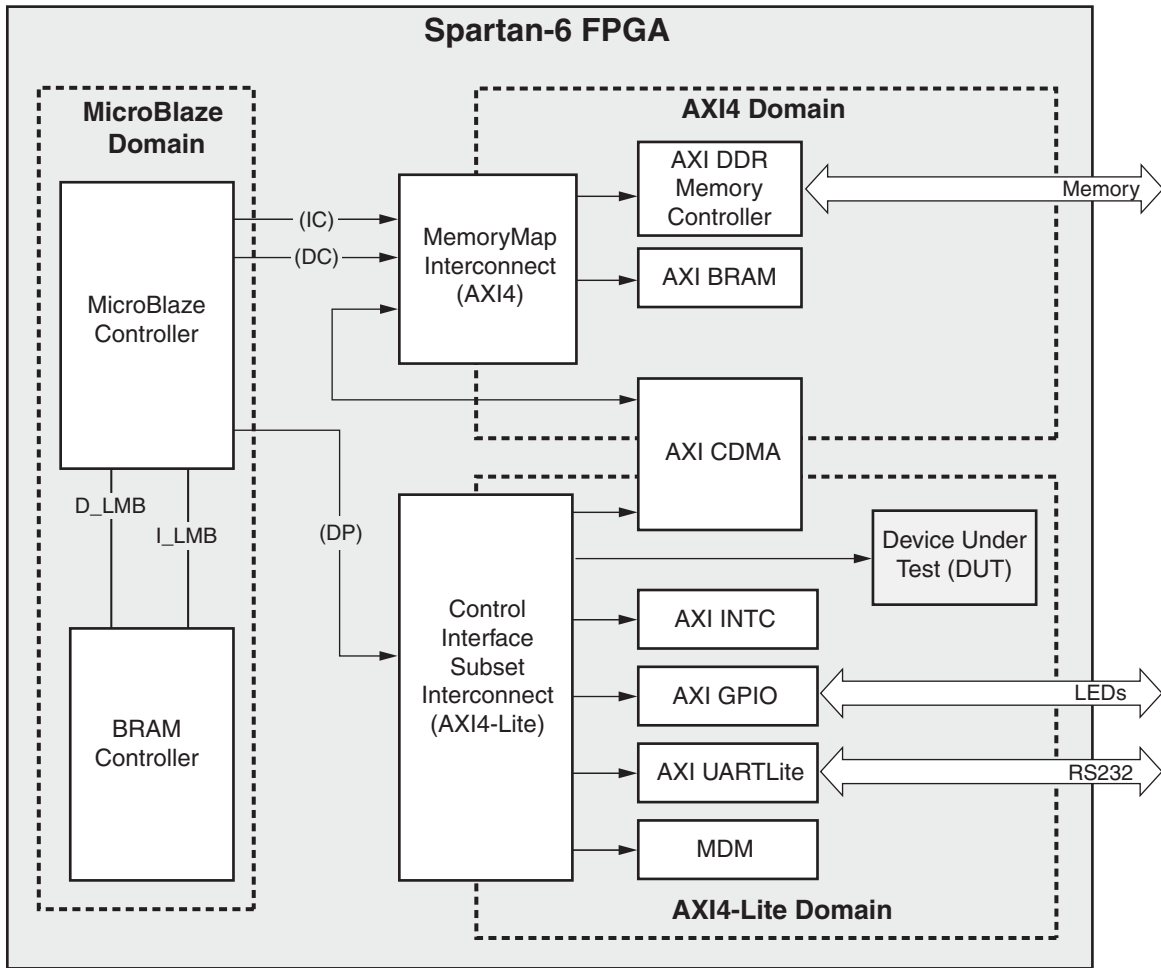 Spartan-6 FPGA
MicroBlaze
Domain
AXI4 Domain
MicroBlaze
Controller
(IC)
(DC)
MemoryMap
Interconnect
(AXI4)
AXI DDR
Memory
Controller
Memory
AXI BRAM
AXI CDMA
D_LMB
I_LMB
(DP)
BRAM
Controller
Control
Interface
Subset
Interconnect
(AXI4-Lite)
Device Under
Test (DUT)
AXI INTC
AXI GPIO
LEDs
AXI UARTLite
RS232
MDM
AXI4-Lite Domain